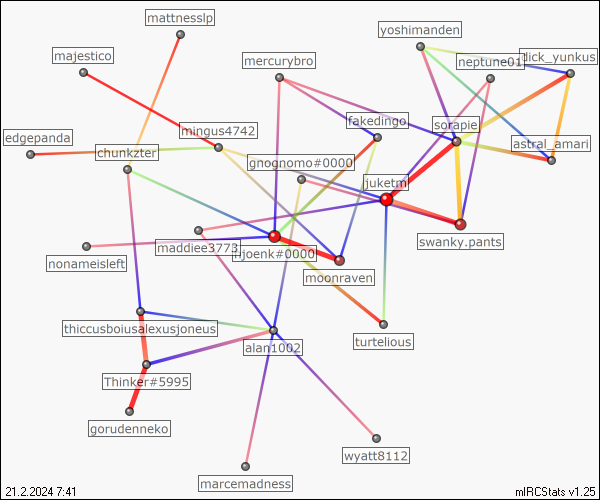 mattnesslp
yoshimanden
majestico
mercurybro
neptune01
dick_yunkus
fakedingo
sorapie
edgepanda
mingus4742
astral_amari
chunkzter
gnognomo#0000
juketm
swanky.pants
maddiee3773
jljoenk#0000
nonameisleft
moonraven
thiccusboiusalexusjoneus
turtelious
alan1002
Thinker#5995
gorudenneko
wyatt8112
marcemadness
21.2.2024 7:41
mIRCStats v1.25